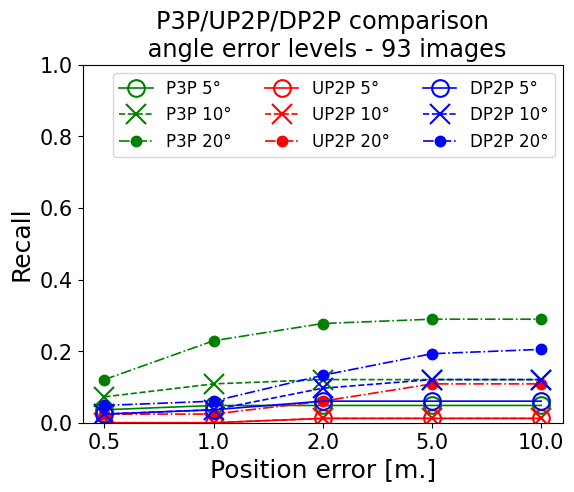 P3P/UP2P/DP2P comparison
angle error levels - 93 images
P3P 5° UP2P 5° DP2P 5°
P3P 10° UP2P 10° DP2P 10°
P3P 20° UP2P 20° DP2P 20°
1.0
0.8
0.6
0.4
0.2
0.0
Recall
0.5 1.0 2.0 5.0 10.0
Position error [m.]